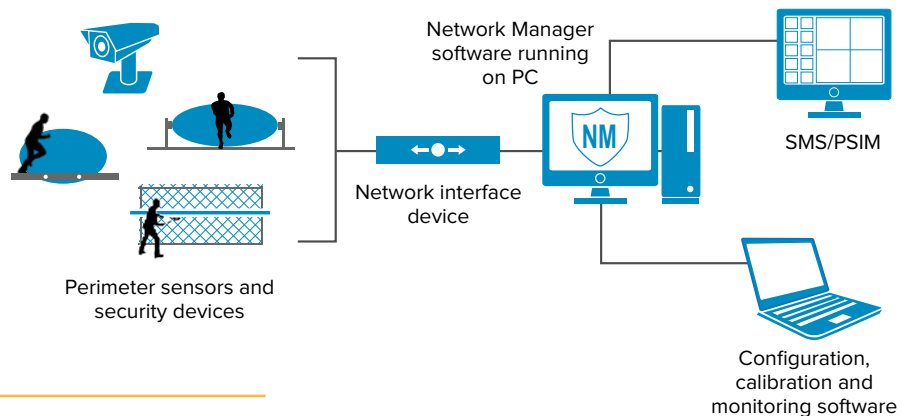 Network Manager
software running
on PC
NM
SMS/PSIM
Network interface
device
Perimeter sensors and
security devices
Configuration,
calibration and
monitoring software